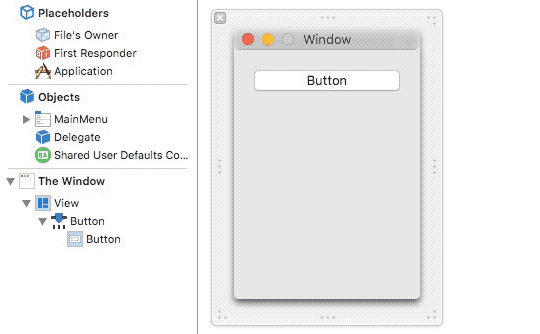 Placeholders
File's Owner
First Responder
Application
Objects
MainMenu
Delegate
BA Shared User Defaults Co...
The Window
View
Button
Button
Window
Button